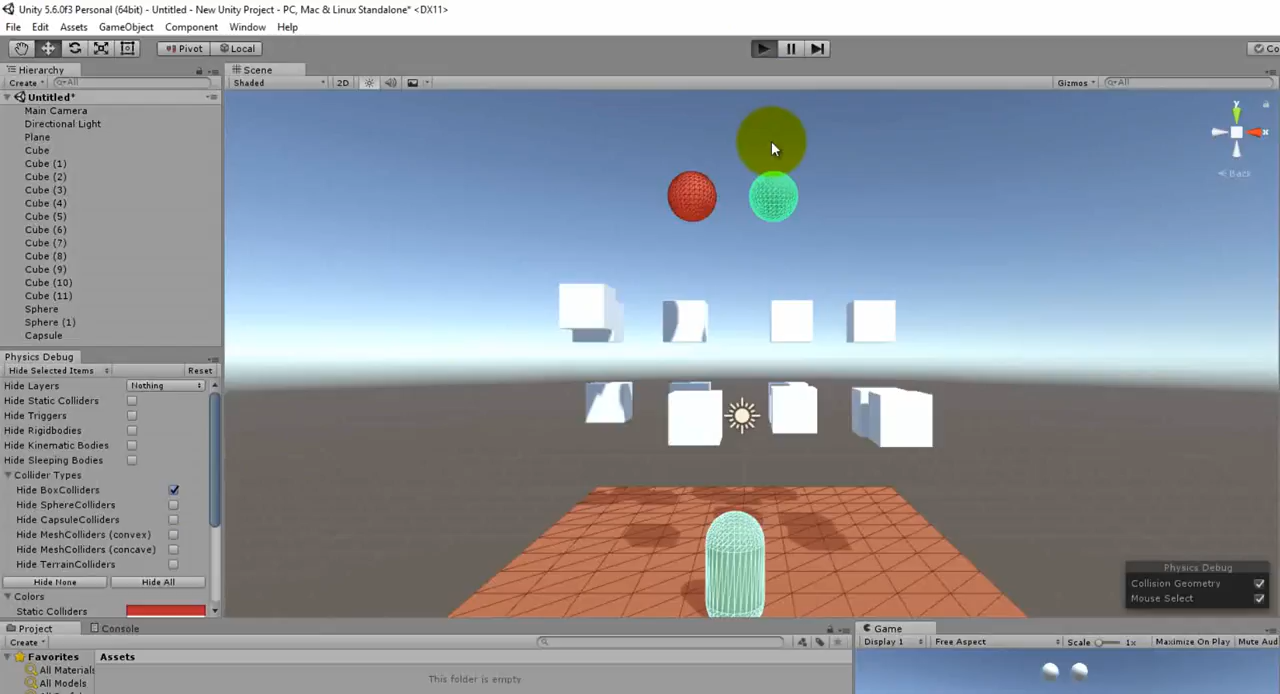 Unity 5.6.0f3 Personal (64bit) - Untitled - New Unity Project - PC, Mac & Linux Standalone* <DX11>
File Edit Assets GameObject Component Window Help
Pivot Local Co
Hierarchy
Create All
Untitled*
Main Camera
Directional Light
Plane
Cube
Cube (1)
Cube (2)
Cube (3)
Cube (4)
Cube (5)
Cube (6)
Cube (7)
Cube (8)
Cube (9)
Cube (10)
Cube (11)
Sphere
Sphere (1)
Capsule
Physics Debug
Hide Selected Items Reset
Hide Layers Nothing
Hide Static Colliders
Hide Triggers
Hide Rigidbodies
Hide Kinematic Bodies
Hide Sleeping Bodies
Collider Types
Hide BoxColliders
Hide SphereColliders
Hide CapsuleColliders
Hide MeshColliders (convex)
Hide MeshColliders (concave)
Hide TerrainColliders
Hide None Hide All
Colors
Static Colliders
Scene
Shaded 2D Gizmos All
y
x
Back
Physics Debug
Collision Geometry
Mouse Select
Project Console
Create
Favorites
All Materials
All Models
Assets
This folder is empty
Game
Display 1 Free Aspect Scale 1x Maximize On Play Mute Aud